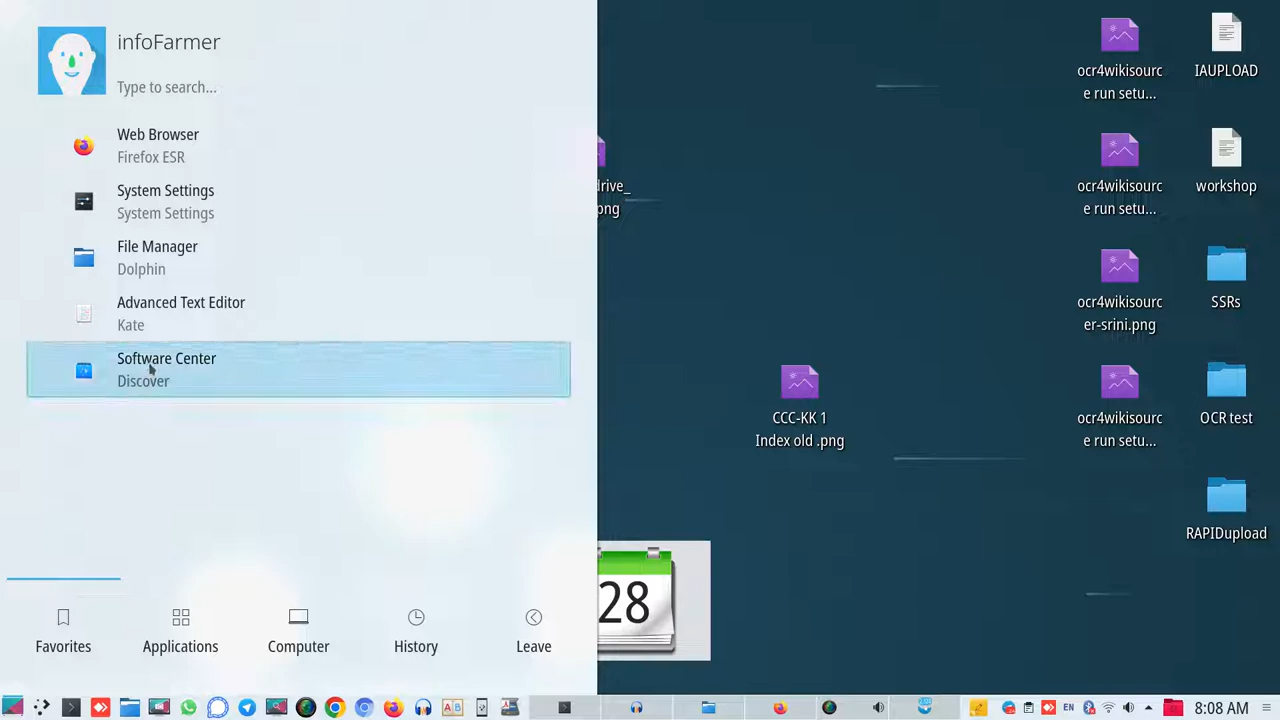 infoFarmer
Type to search...
Web Browser
Firefox ESR
System Settings
System Settings
File Manager
Dolphin
Advanced Text Editor
Kate
Software Center
Discover
Favorites
Applications
Computer
History
Leave
drive_
png
CCC-KK 1
Index old .png
28
ocr4wikisourc
e run setu...
ocr4wikisourc
e run setu...
ocr4wikisourc
er-srini.png
ocr4wikisourc
e run setu...
IAUPLOAD
workshop
SSRs
OCR test
RAPIDupload
EN
8:08 AM